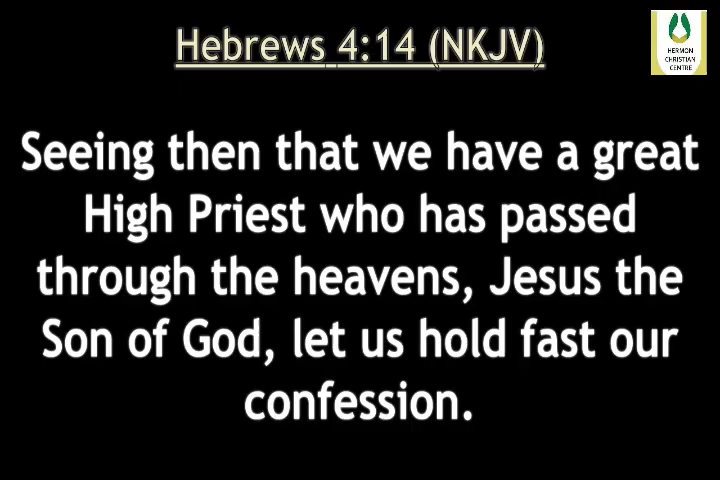 Hebrews 4:14 (NKJV)
HERMON
CHRISTIAN
CENTRE
Seeing then that we have a great
High Priest who has passed
through the heavens, Jesus the
Son of God, let us hold fast our
confession.